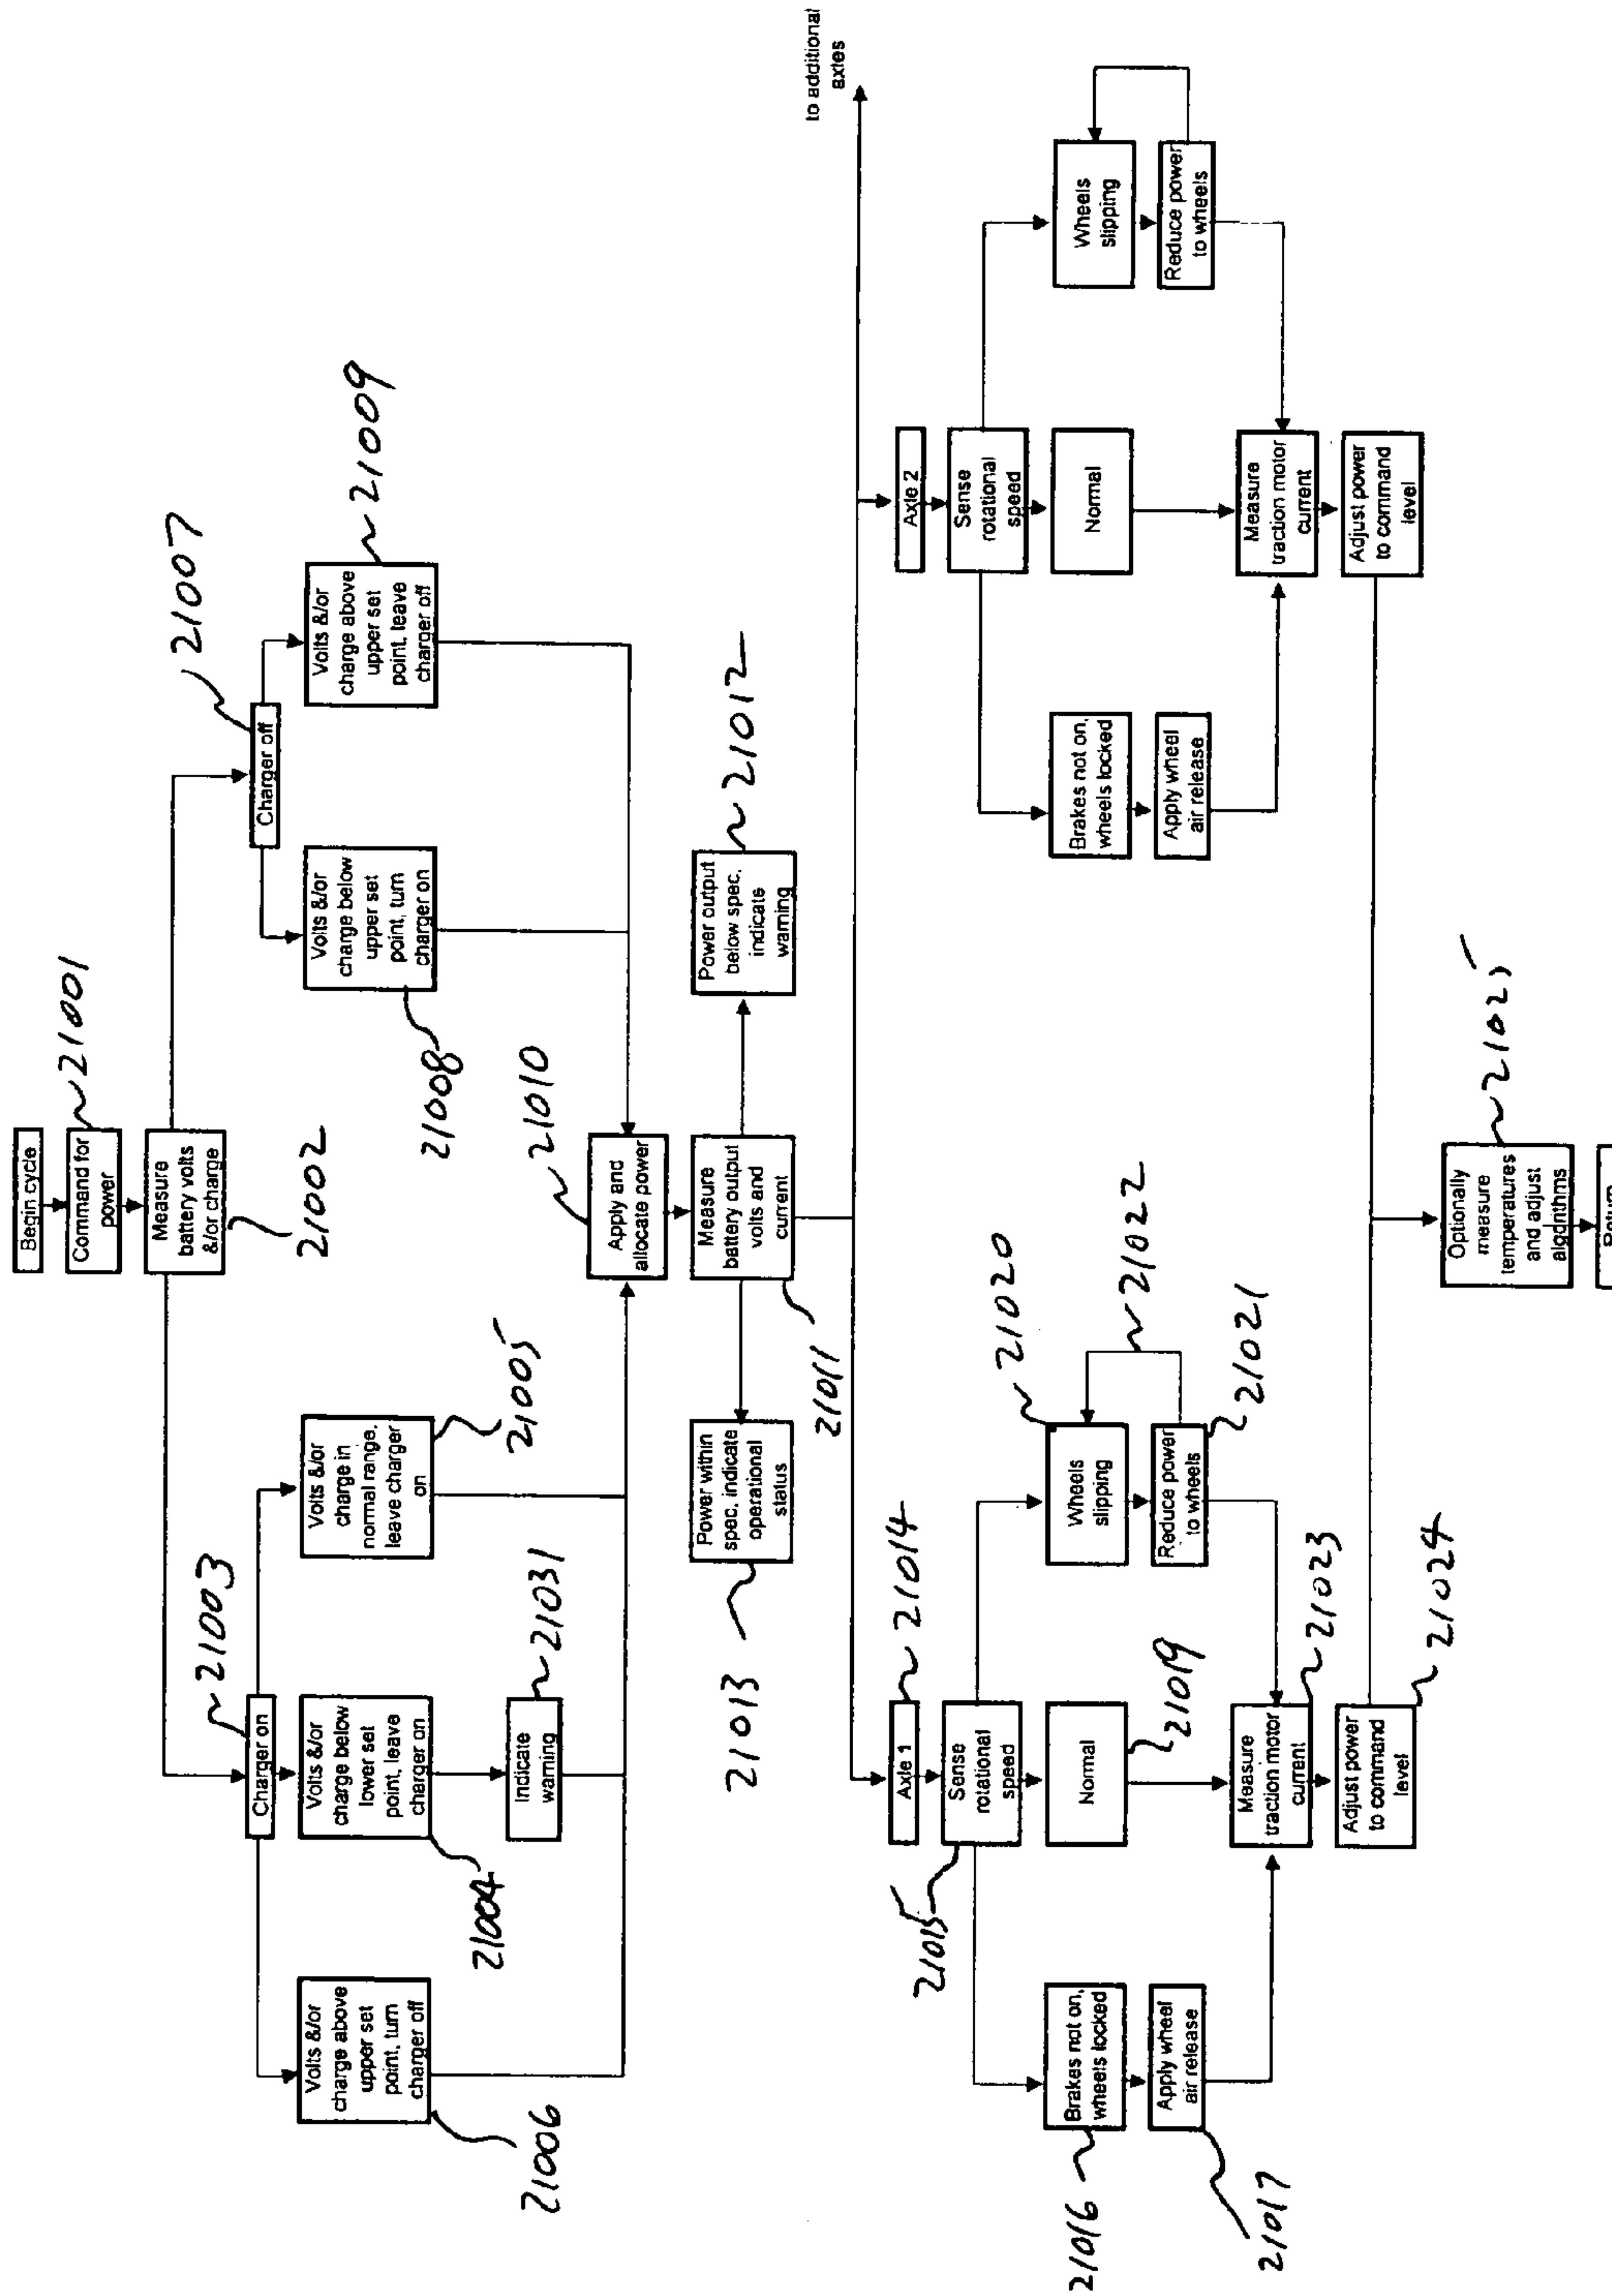 Begin cycle
Command for
power
21001
Measure
battery volts
&/or charge
21002
Charger on
21003
Charger off
21007
Volts &/or
charge above
upper set
point, turn
charger off
21006
Volts &/or
charge below
lower set
point, leave
charger on
21004
Volts &/or
charge in
normal range,
leave charger
on
21005
Volts &/or
charge below
upper set
point, turn
charger on
21008
Volts &/or
charge above
upper set
point, leave
charger off
21009
Indicate
warning
21031
Apply and
allocate power
21010
Power within
spec. indicate
operational
status
21013
Measure
battery output
volts and
current
21011
Power output
below spec.
indicate
warning
21012
to additional
axles
Axle 1
21014
Sense
rotational
speed
21015
Brakes not on,
wheels locked
21016
Normal
21019
Wheels
slipping
21020
Apply wheel
air release
21017
Reduce power
to wheels
21021
21022
Measure
traction motor
current
21023
Adjust power
to command
level
21024
Axle 2
Sense
rotational
speed
Brakes not on,
wheels locked
Normal
Wheels
slipping
Apply wheel
air release
Reduce power
to wheels
Measure
traction motor
current
Adjust power
to command
level
Optionally
measure
temperatures
and adjust
algorithms
21025
Return